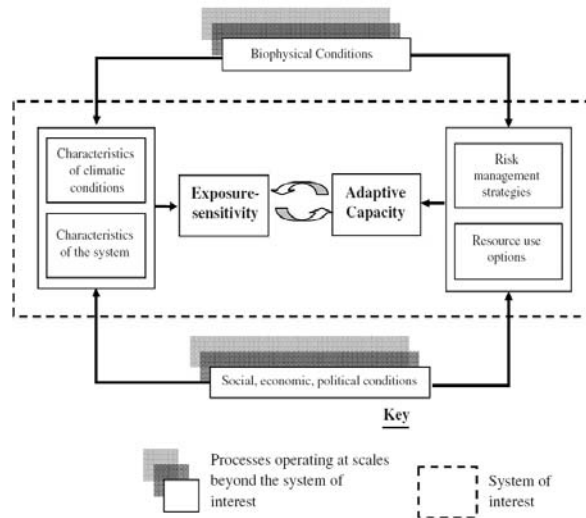 Biophysical Conditions
Characteristics
of climatic
conditions
Characteristics
of the system
Exposure-
sensitivity
Adaptive
Capacity
Risk
management
strategies
Resource use
options
Social, economic, political conditions
Key
Processes operating at scales
beyond the system of
interest
System of
interest